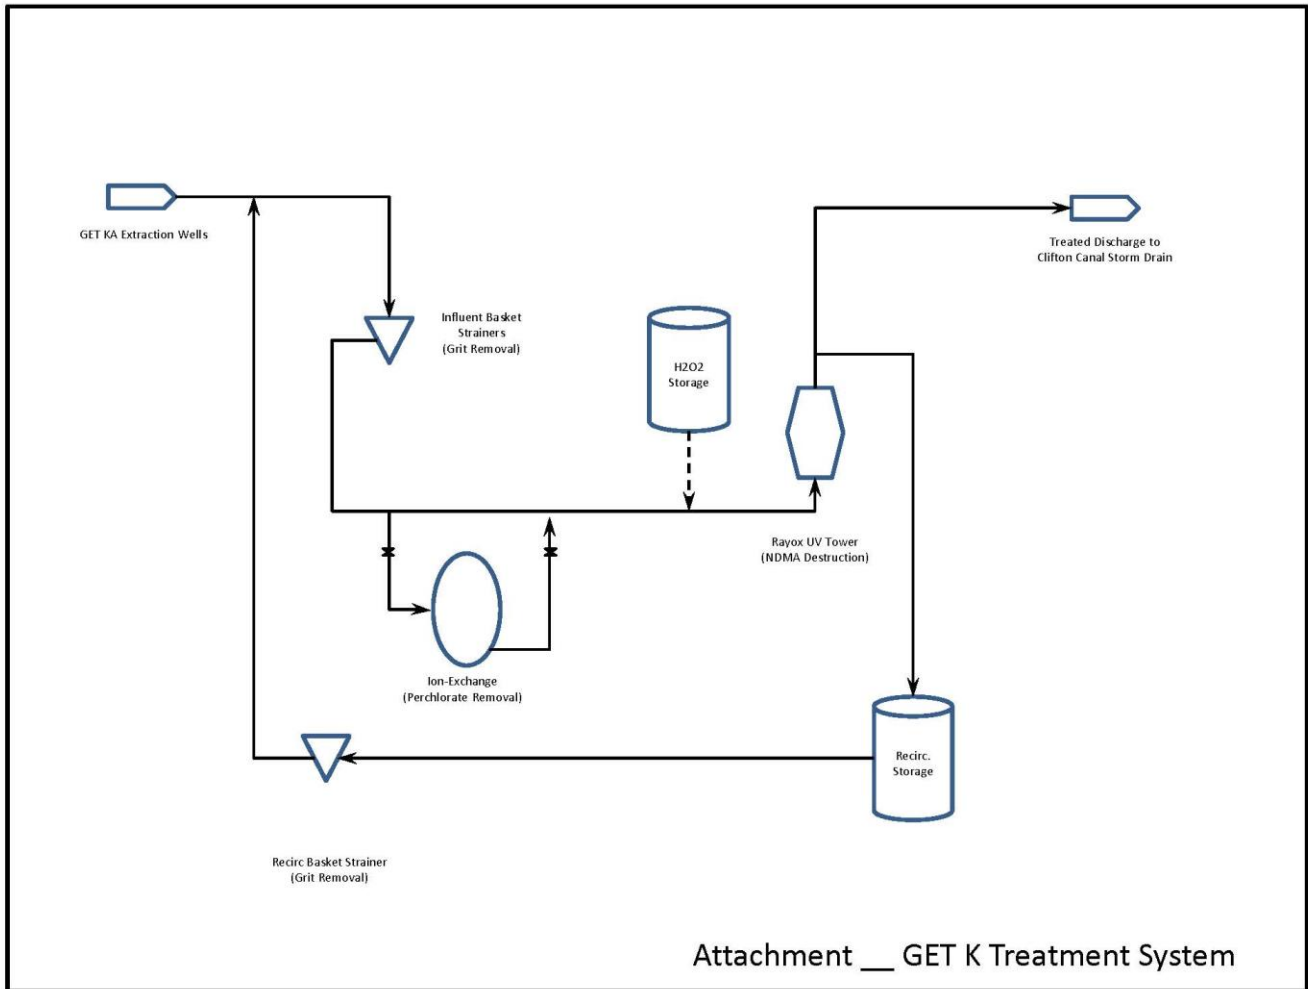 GET KA Extraction Wells
Treated Discharge to
Clifton Canal Storm Drain
Influent Basket
Strainers
(Grit Removal)
H2O2
Storage
Rayox UV Tower
(NDMA Destruction)
Ion-Exchange
(Perchlorate Removal)
Recirc.
Storage
Recirc Basket Strainer
(Grit Removal)
Attachment __ GET K Treatment System